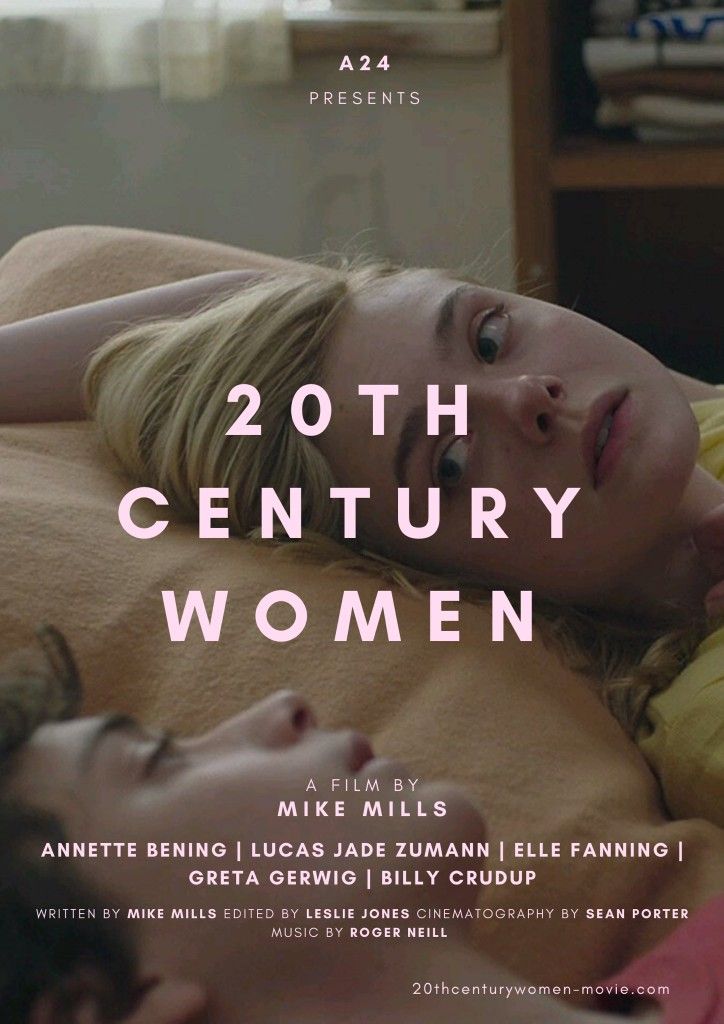 A24
PRESENTS
20TH
CENTURY
WOMEN
A FILM BY
MIKE MILLS
ANNETTE BENING | LUCAS JADE ZUMANN | ELLE FANNING |
GRETA GERWIG | BILLY CRUDUP
WRITTEN BY MIKE MILLS EDITED BY LESLIE JONES CINEMATOGRAPHY BY SEAN PORTER
MUSIC BY ROGER NEILL
20thcenturywomen-movie.com